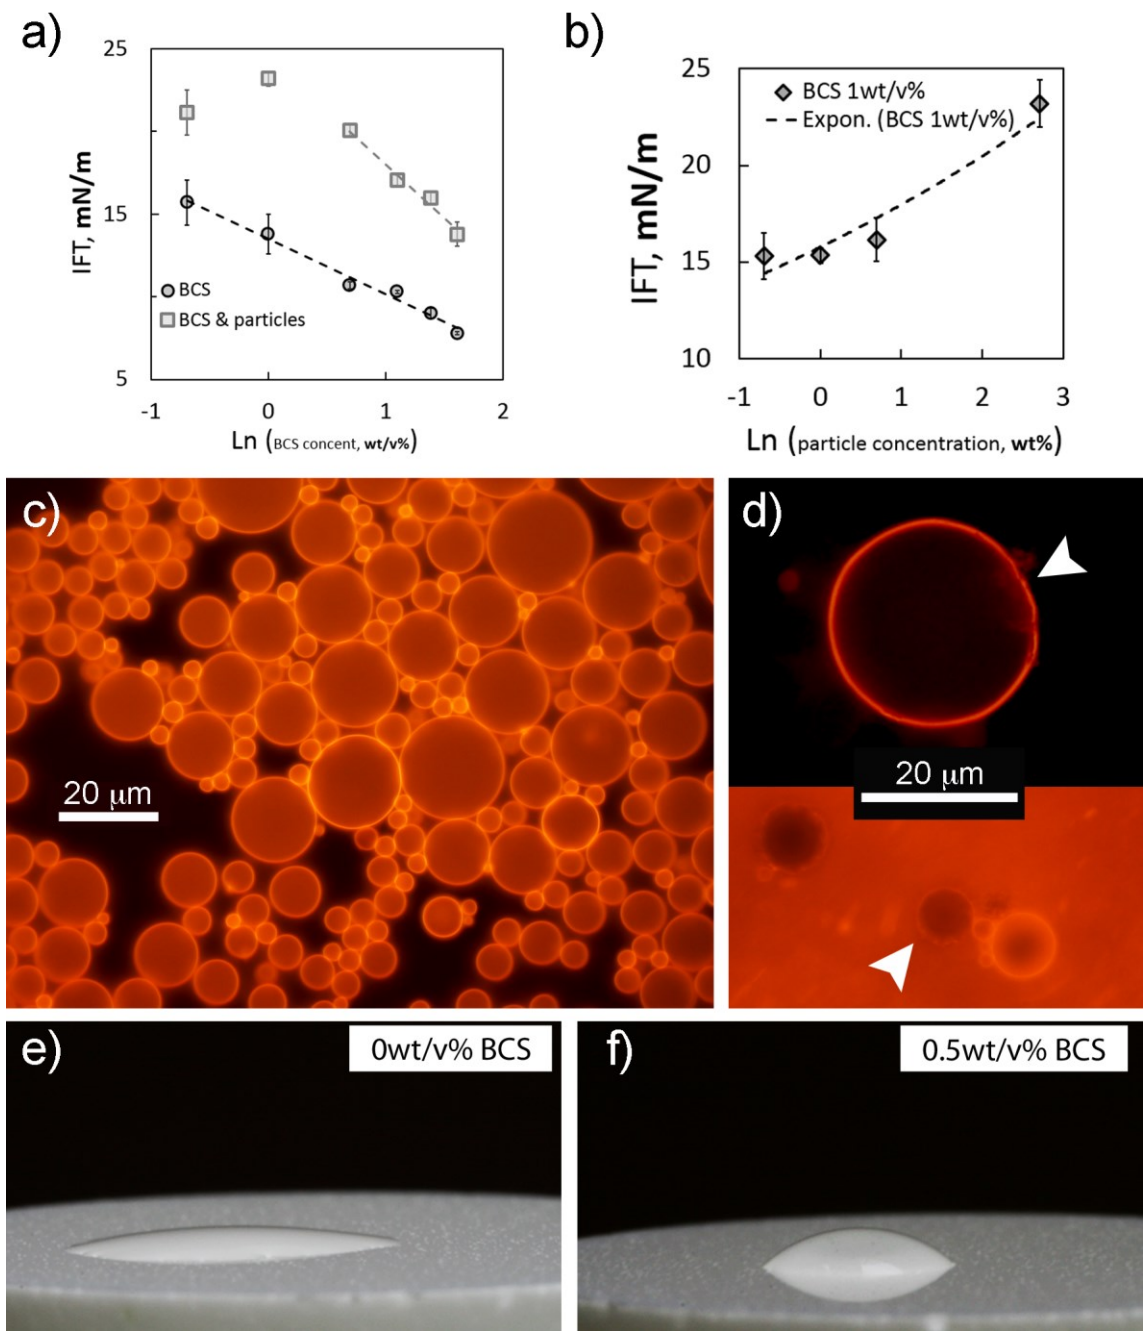 a)
25
15
5
IFT, mN/m
BCS
BCS & particles
-1
0
1
2
Ln (BCS concent, wt/v%)
b)
25
20
15
10
IFT, mN/m
BCS 1wt/v%
Expon. (BCS 1wt/v%)
-1
0
1
2
3
Ln (particle concentration, wt%)
c)
20 μm
d)
20 μm
e)
0wt/v% BCS
f)
0.5wt/v% BCS